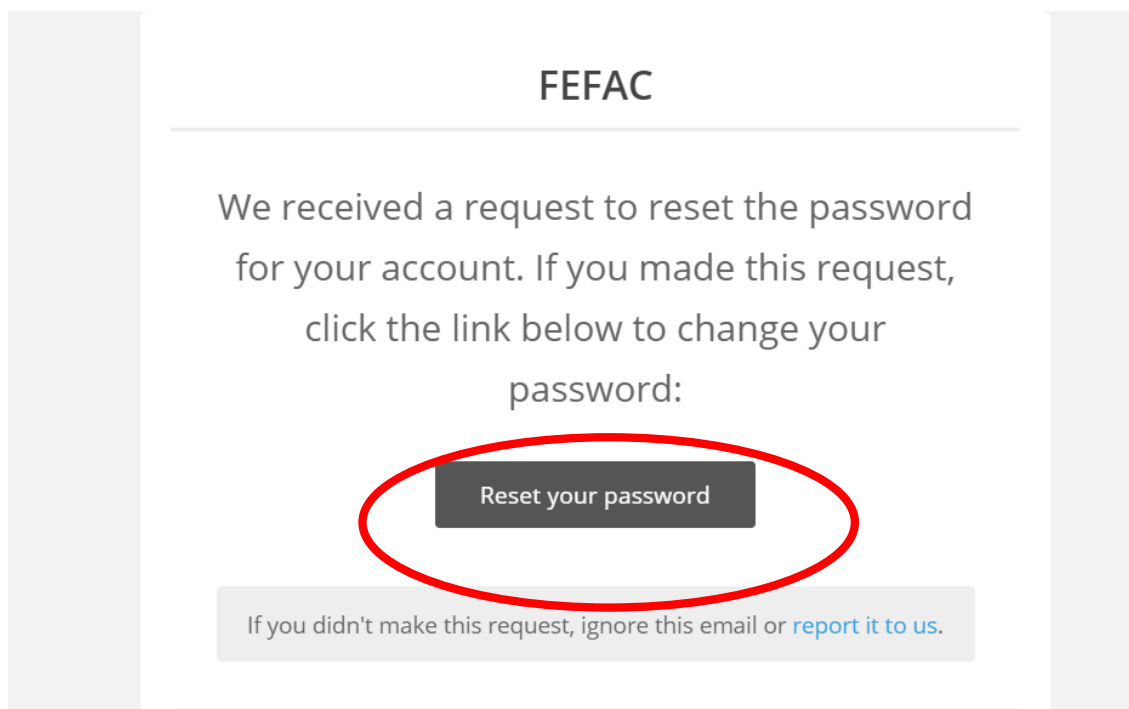 FEFAC
We received a request to reset the password
for your account. If you made this request,
click the link below to change your
password:
Reset your password
If you didn't make this request, ignore this email or report it to us.